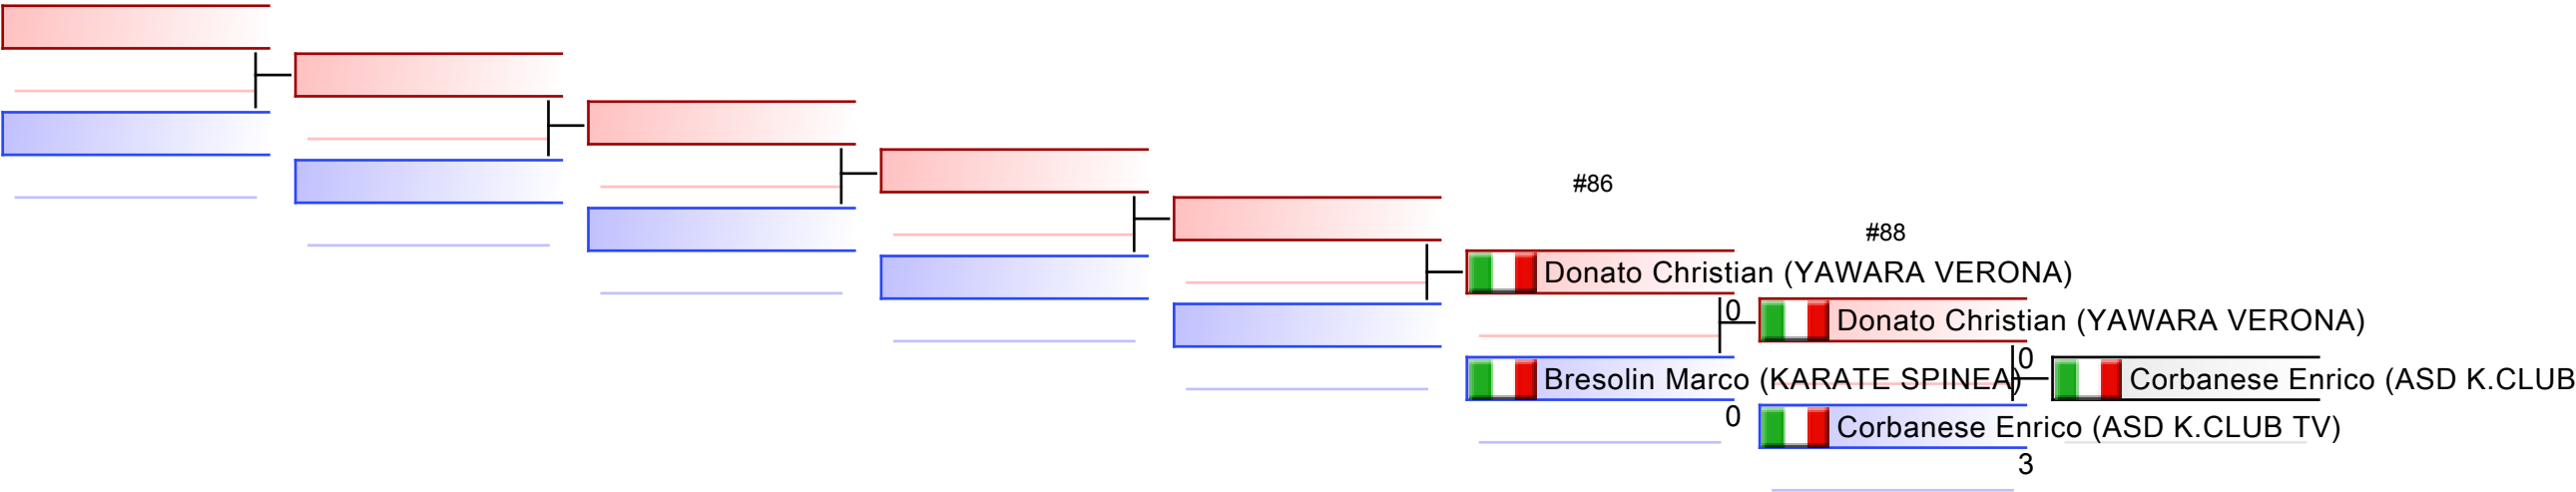 #86
#88
Donato Christian (YAWARA VERONA)
0
Donato Christian (YAWARA VERONA)
0
Bresolin Marco (KARATE SPINEA)
Corbanese Enrico (ASD K.CLUB
0
Corbanese Enrico (ASD K.CLUB TV)
3